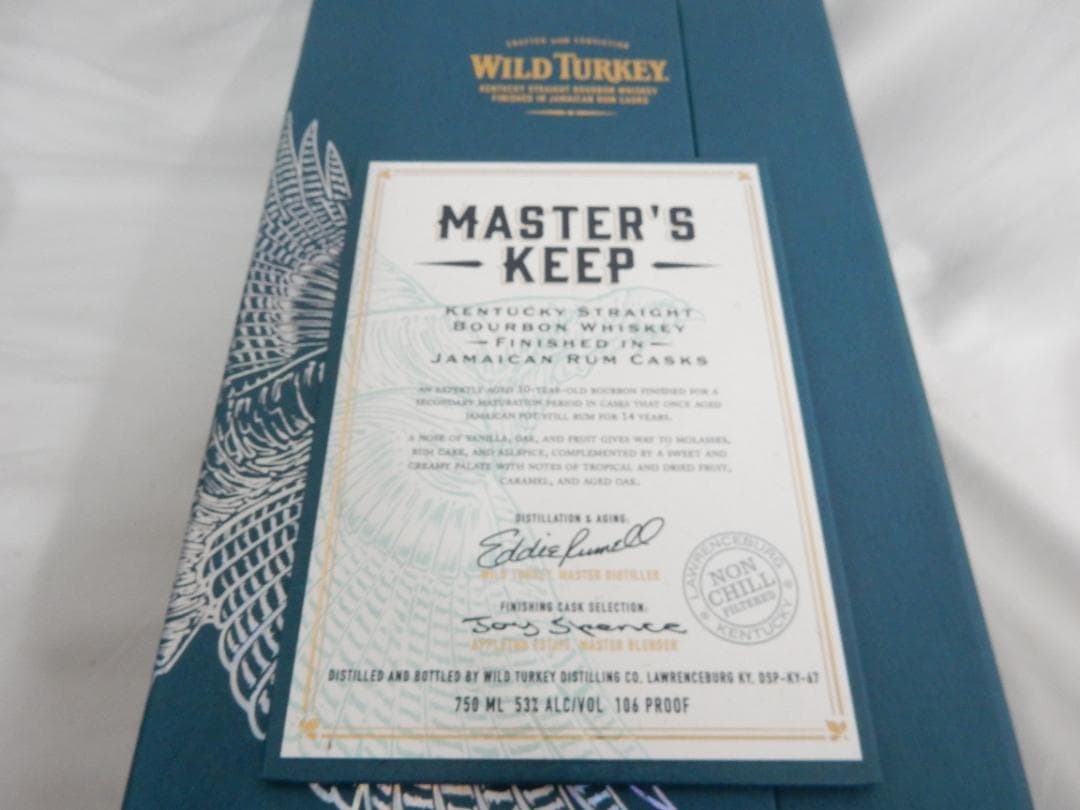 CRAFTED WITH CONVICTION
WILD TURKEY
KENTUCKY STRAIGHT BOURBON WHISKEY
FINISHED IN JAMAICAN RUM CASKS
MASTER'S
KEEP
KENTUCKY STRAIGHT
BOURBON WHISKEY
FINISHED IN
JAMAICAN RUM CASKS
AN EXPERTLY AGED 10-YEAR-OLD BOURBON FINISHED FOR A
SECONDARY MATURATION PERIOD IN CASKS THAT ONCE AGED
JAMAICAN POT STILL RUM FOR 14 YEARS.
A NOSE OF VANILLA, OAK, AND FRUIT GIVES WAY TO MOLASSES,
RUM CAKE, AND ALLSPICE, COMPLEMENTED BY A SWEET AND
CREAMY PALATE WITH NOTES OF TROPICAL AND DRIED FRUIT,
CARAMEL, AND AGED OAK.
DISTILLATION & AGING:
Eddie Russell
WILD TURKEY MASTER DISTILLER
FINISHING CASK SELECTION:
Joy Spence
APPLETON ESTATE MASTER BLENDER
LAWRENCEBURG
NON
CHILL
FILTERED
KENTUCKY
DISTILLED AND BOTTLED BY WILD TURKEY DISTILLING CO, LAWRENCEBURG KY, DSP-KY-67
750 ML 53% ALC/VOL 106 PROOF